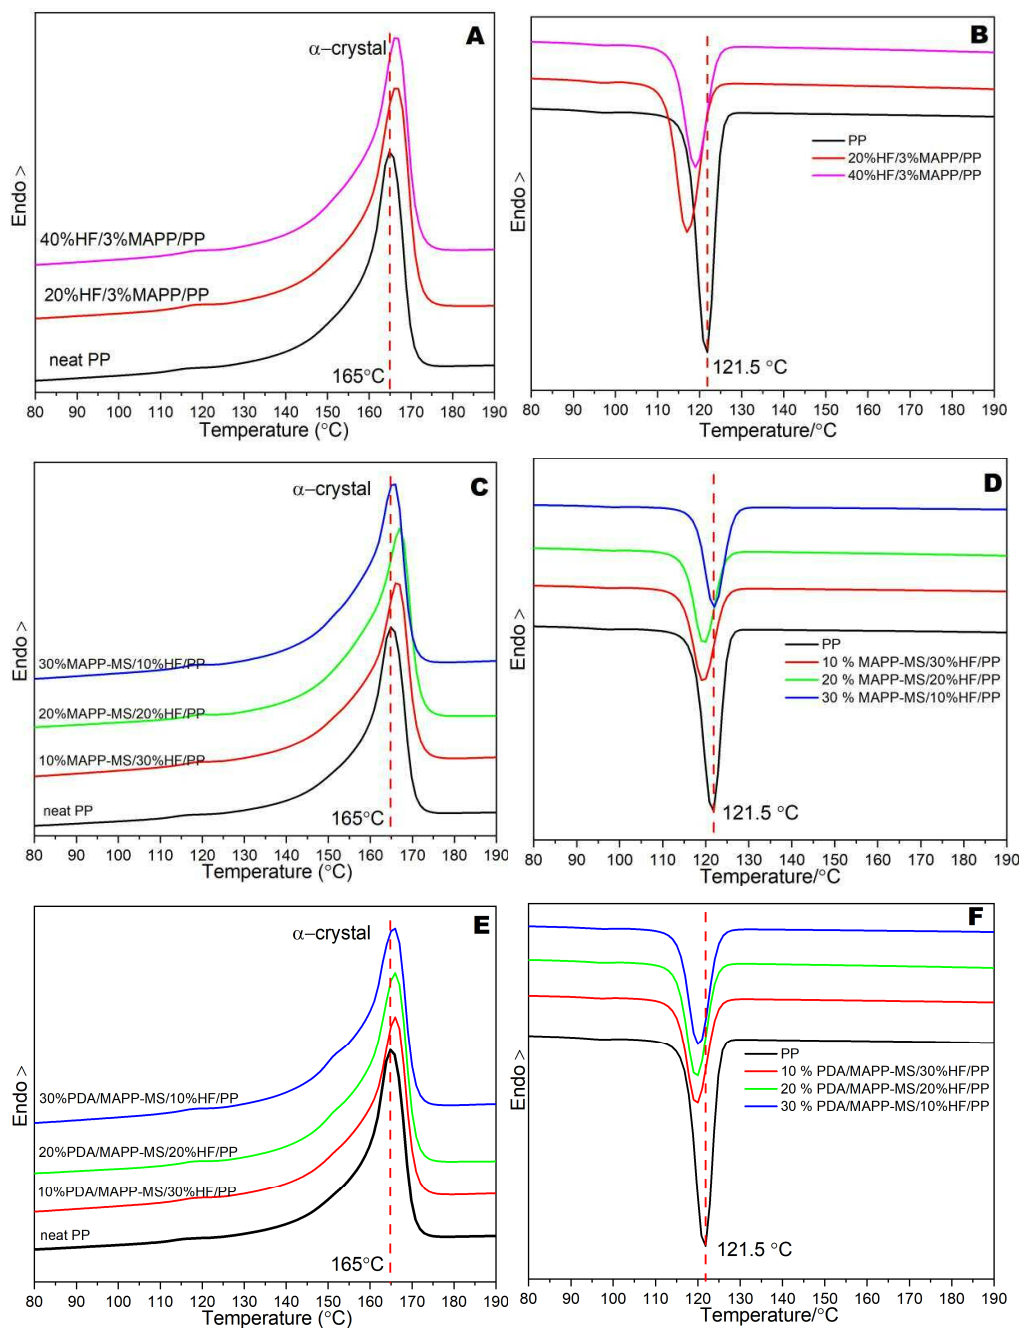 A
α−crystal
Endo >
40%HF/3%MAPP/PP
20%HF/3%MAPP/PP
neat PP
165°C
80 90 100 110 120 130 140 150 160 170 180 190
Temperature (°C)
B
Endo >
PP
20%HF/3%MAPP/PP
40%HF/3%MAPP/PP
121.5 °C
80 90 100 110 120 130 140 150 160 170 180 190
Temperature/°C
C
α−crystal
Endo >
30%MAPP-MS/10%HF/PP
20%MAPP-MS/20%HF/PP
10%MAPP-MS/30%HF/PP
neat PP
165°C
80 90 100 110 120 130 140 150 160 170 180 190
Temperature (°C)
D
Endo >
PP
10 % MAPP-MS/30%HF/PP
20 % MAPP-MS/20%HF/PP
30 % MAPP-MS/10%HF/PP
121.5 °C
80 90 100 110 120 130 140 150 160 170 180 190
Temperature/°C
E
α−crystal
Endo >
30%PDA/MAPP-MS/10%HF/PP
20%PDA/MAPP-MS/20%HF/PP
10%PDA/MAPP-MS/30%HF/PP
neat PP
165°C
80 90 100 110 120 130 140 150 160 170 180 190
Temperature (°C)
F
Endo >
PP
10 % PDA/MAPP-MS/30%HF/PP
20 % PDA/MAPP-MS/20%HF/PP
30 % PDA/MAPP-MS/10%HF/PP
121.5 °C
80 90 100 110 120 130 140 150 160 170 180 190
Temperature/°C